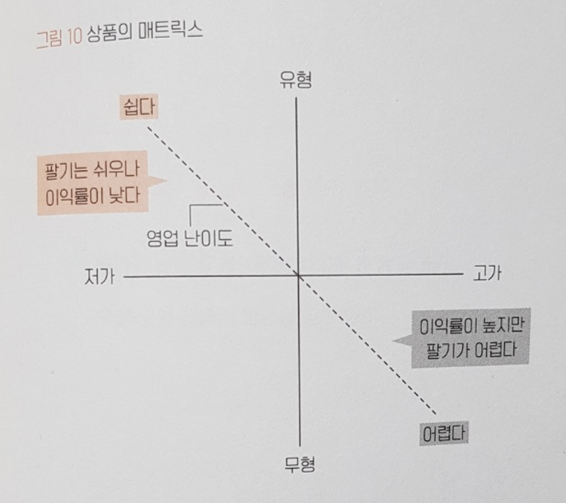 그림 10 상품의 매트릭스
유형
쉽다
팔기는 쉬우나
이익률이 낮다
영업 난이도
저가
고가
이익률이 높지만
팔기가 어렵다
어렵다
무형